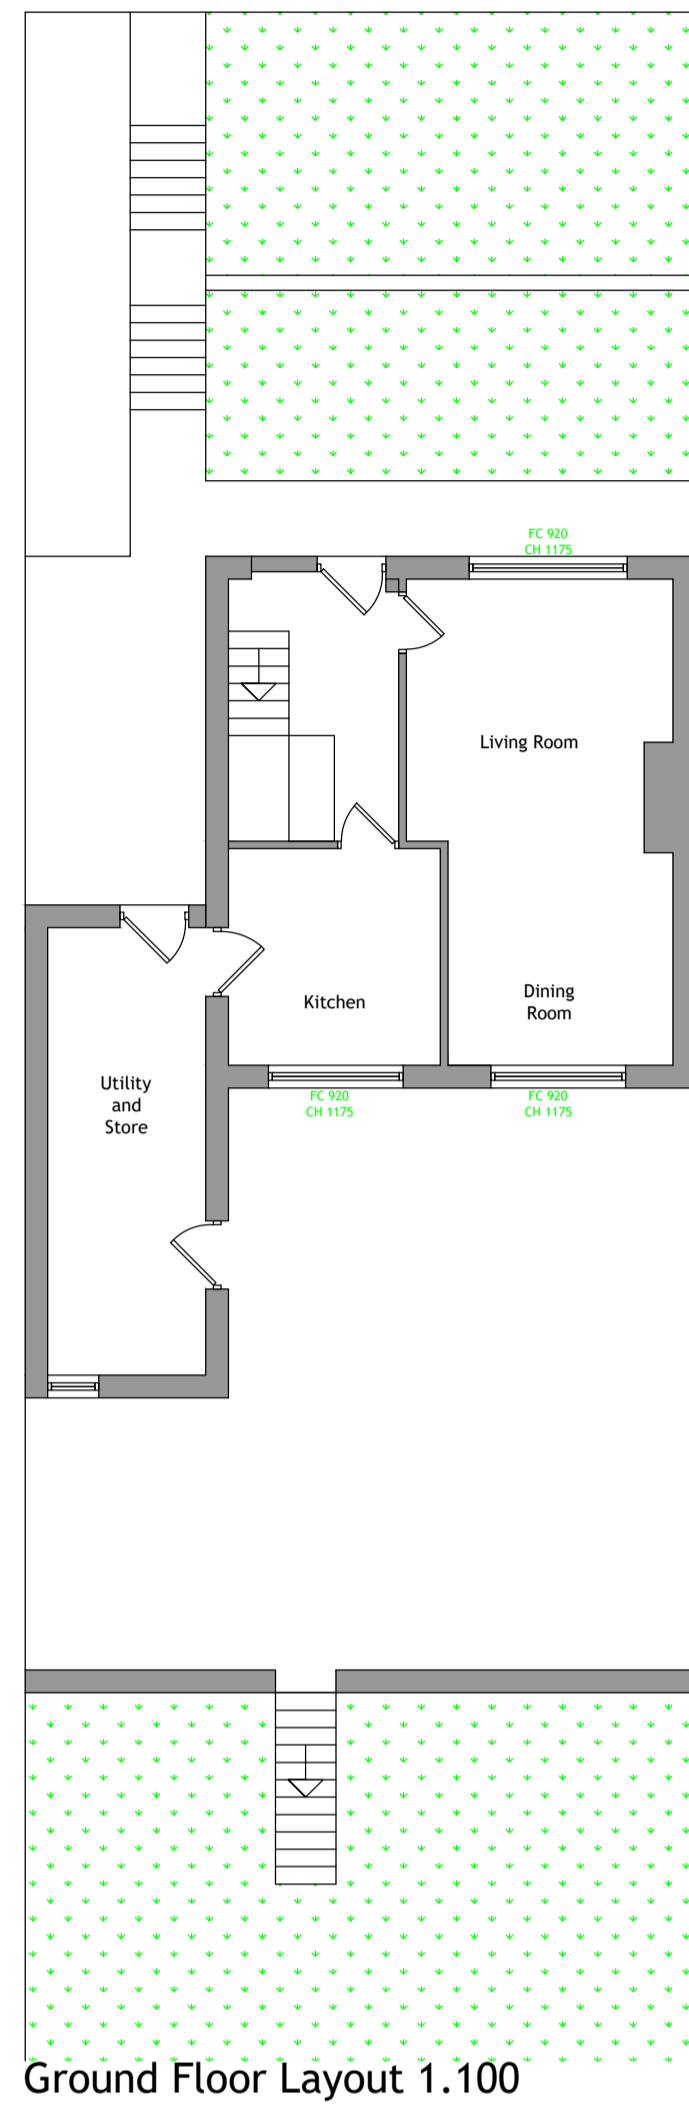 FC 920
CH 1175
Living Room
Kitchen
Dining
Room
Utility
and
Store
FC 920
CH 1175
FC 920
CH 1175
Ground Floor Layout 1.100